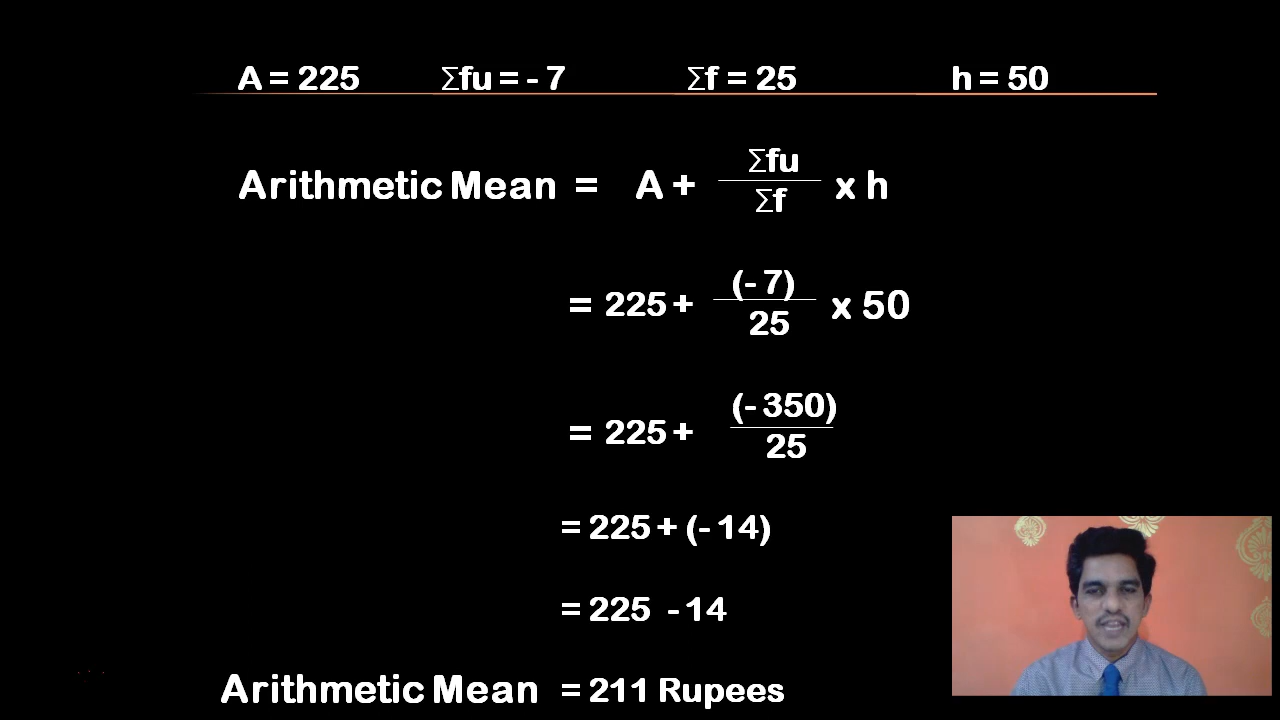 A = 225 Σfu = - 7 Σf = 25 h = 50
Arithmetic Mean = A + Σfu / Σf x h
= 225 + (- 7) / 25 x 50
= 225 + (- 350) / 25
= 225 + (- 14)
= 225 - 14
Arithmetic Mean = 211 Rupees